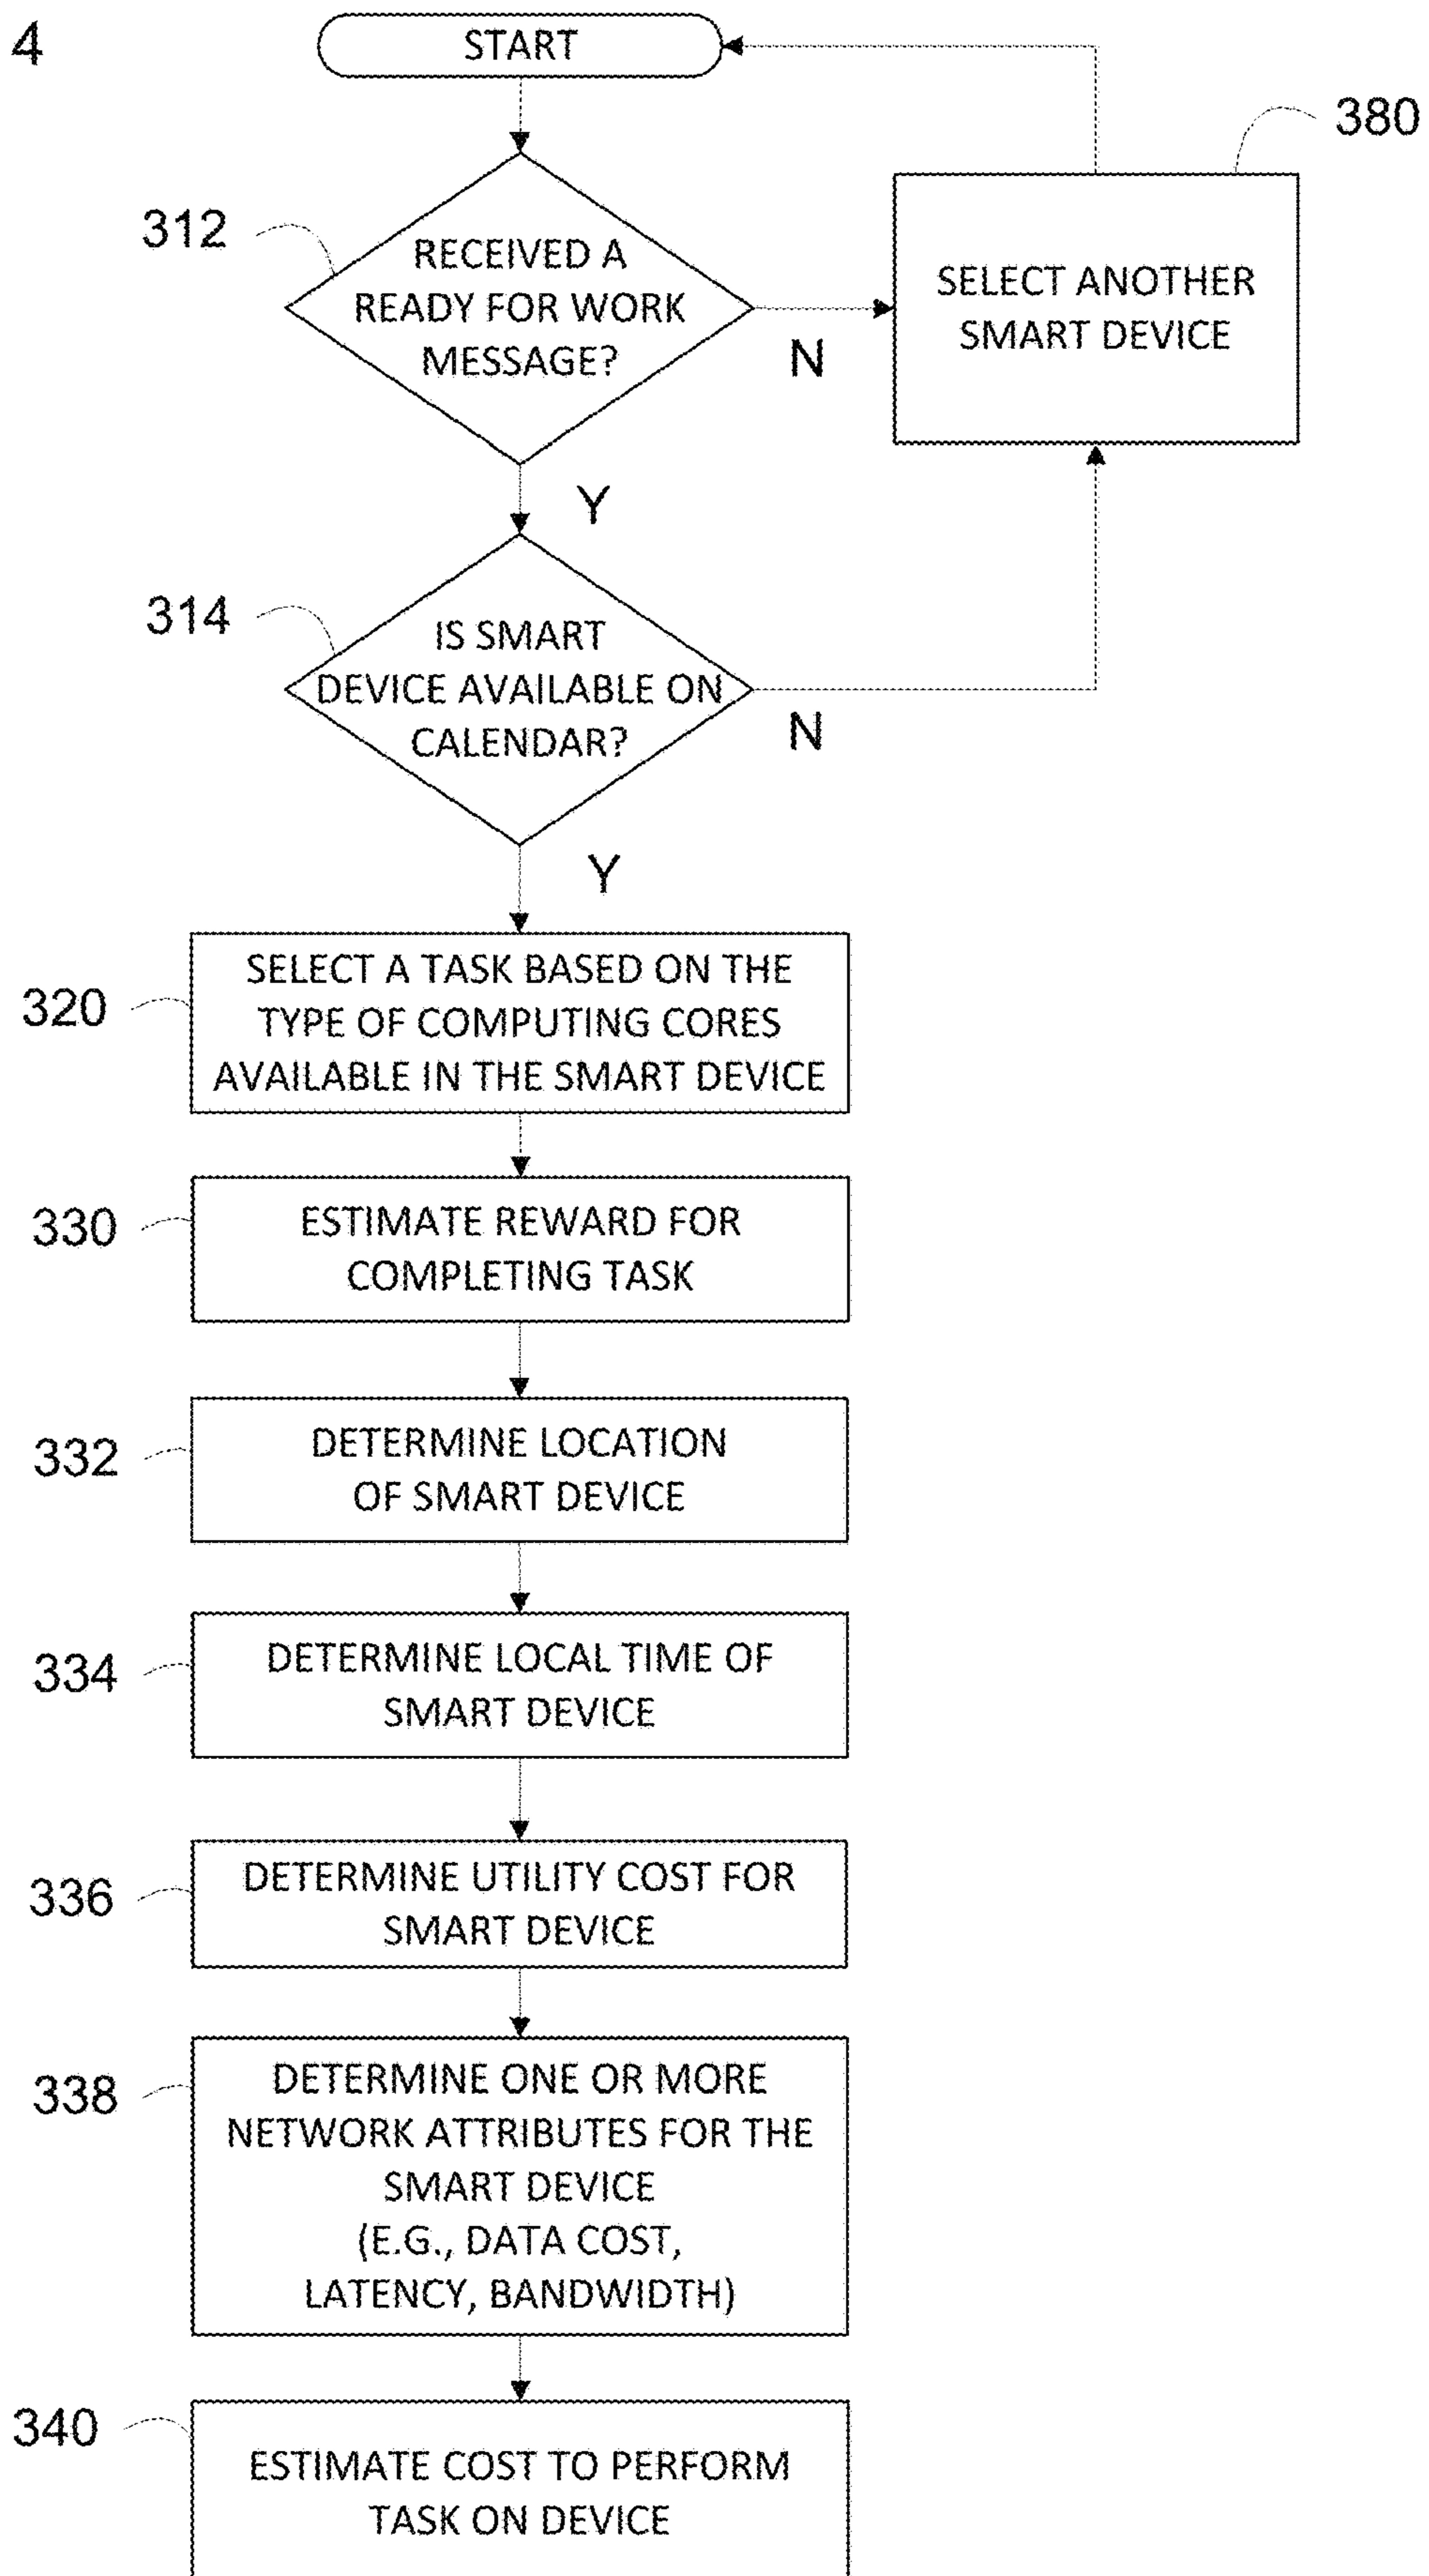 4
START
380
312
RECEIVED A
READY FOR WORK
MESSAGE?
N
SELECT ANOTHER
SMART DEVICE
Y
314
IS SMART
DEVICE AVAILABLE ON
CALENDAR?
N
Y
320
SELECT A TASK BASED ON THE
TYPE OF COMPUTING CORES
AVAILABLE IN THE SMART DEVICE
330
ESTIMATE REWARD FOR
COMPLETING TASK
332
DETERMINE LOCATION
OF SMART DEVICE
334
DETERMINE LOCAL TIME OF
SMART DEVICE
336
DETERMINE UTILITY COST FOR
SMART DEVICE
338
DETERMINE ONE OR MORE
NETWORK ATTRIBUTES FOR THE
SMART DEVICE
(E.G., DATA COST,
LATENCY, BANDWIDTH)
340
ESTIMATE COST TO PERFORM
TASK ON DEVICE